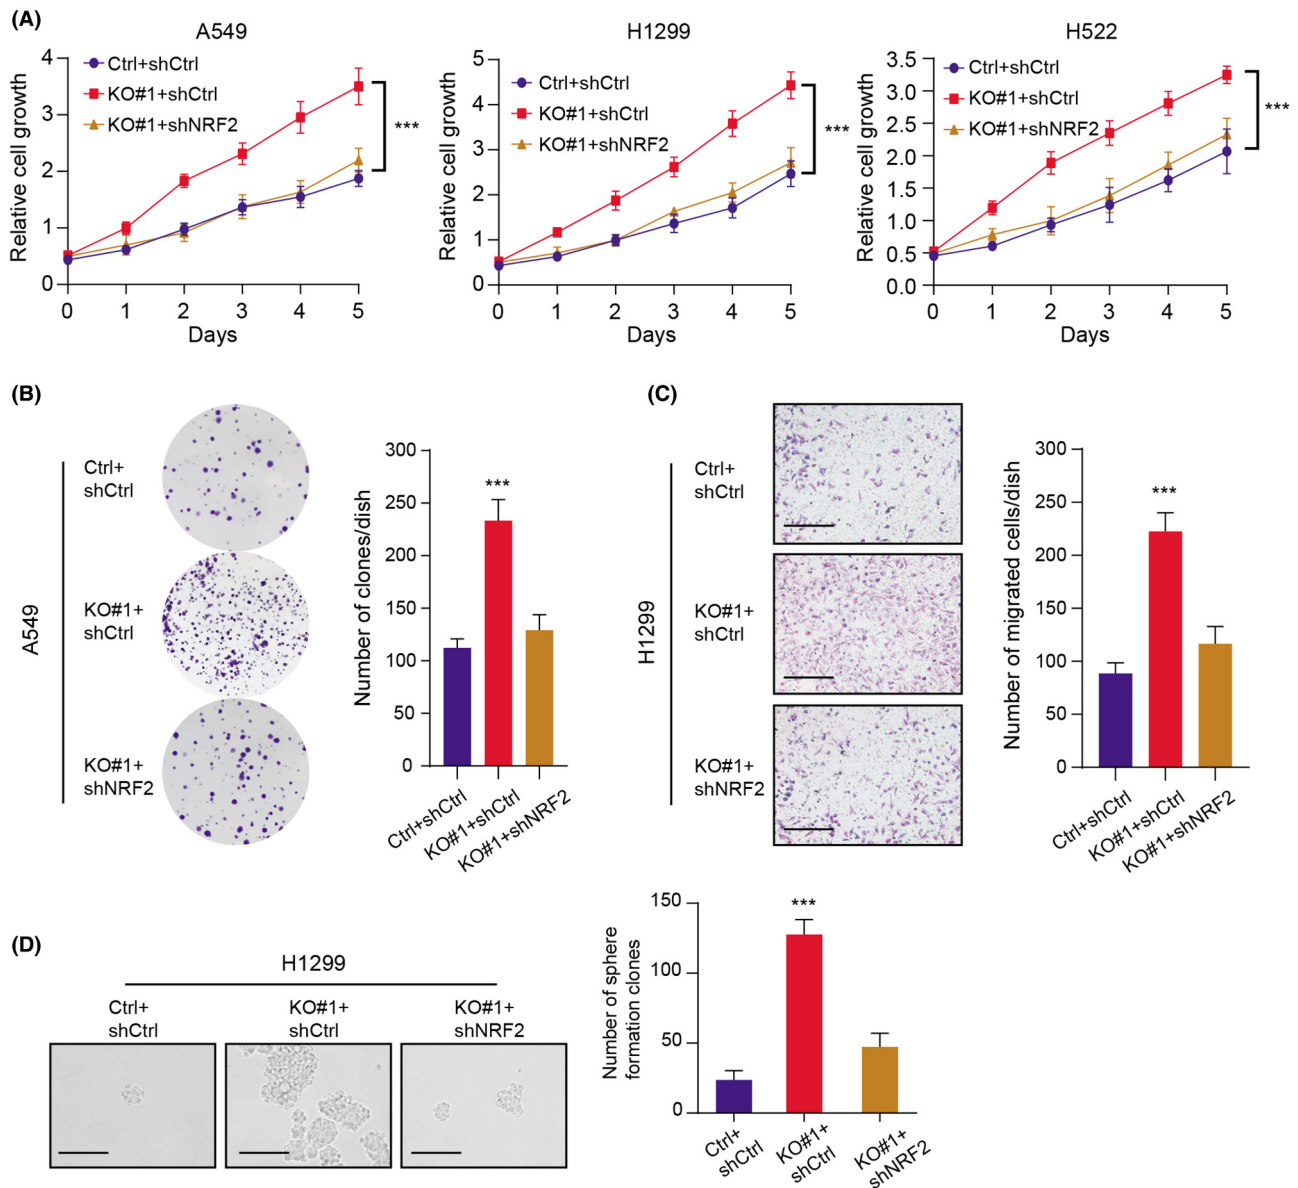 (A)
A549
Relative cell growth
4
3
2
1
0
Ctrl+shCtrl
KO#1+shCtrl
KO#1+shNRF2
***
0 1 2 3 4 5
Days
H1299
Relative cell growth
5
4
3
2
1
0
Ctrl+shCtrl
KO#1+shCtrl
KO#1+shNRF2
***
0 1 2 3 4 5
Days
H522
Relative cell growth
3.5
3.0
2.5
2.0
1.5
1.0
0.5
0.0
Ctrl+shCtrl
KO#1+shCtrl
KO#1+shNRF2
***
0 1 2 3 4 5
Days
(B)
A549
Ctrl+
shCtrl
KO#1+
shCtrl
KO#1+
shNRF2
Number of clones/dish
300
250
200
150
100
50
0
***
Ctrl+shCtrl
KO#1+shCtrl
KO#1+shNRF2
(C)
H1299
Ctrl+
shCtrl
KO#1+
shCtrl
KO#1+
shNRF2
Number of migrated cells/dish
300
250
200
150
100
50
0
***
Ctrl+shCtrl
KO#1+shCtrl
KO#1+shNRF2
(D)
H1299
Ctrl+
shCtrl
KO#1+
shCtrl
KO#1+
shNRF2
Number of sphere
formation clones
150
100
50
0
***
Ctrl+
shCtrl
KO#1+
shCtrl
KO#1+
shNRF2